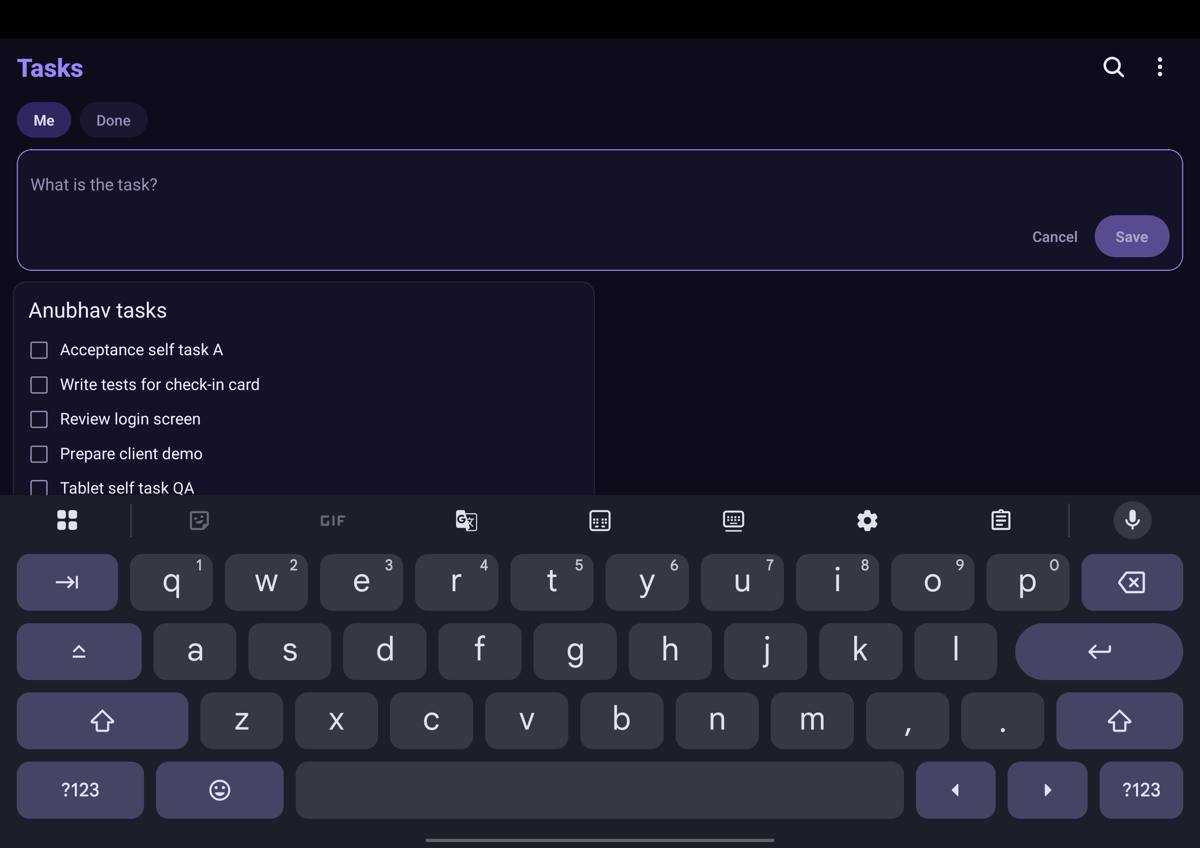 Tasks
Me Done
What is the task?
Cancel Save
Anubhav tasks
Acceptance self task A
Write tests for check-in card
Review login screen
Prepare client demo
Tablet self task QA
GIF
q 1 w 2 e 3 r 4 t 5 y 6 u 7 i 8 o 9 p 0
a s d f g h j k l
z x c v b n m , .
?123 ?123